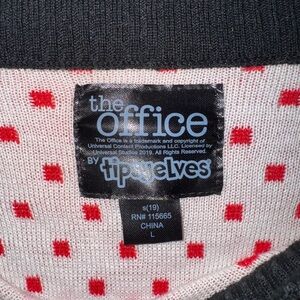 the
office
The Office is a trademark and copyright of
Universal Content Productions LLC. Licensed by
Universal Studios 2019. All Rights Reserved.
BY tipsyelves
s(19)
RN# 115665
CHINA
L